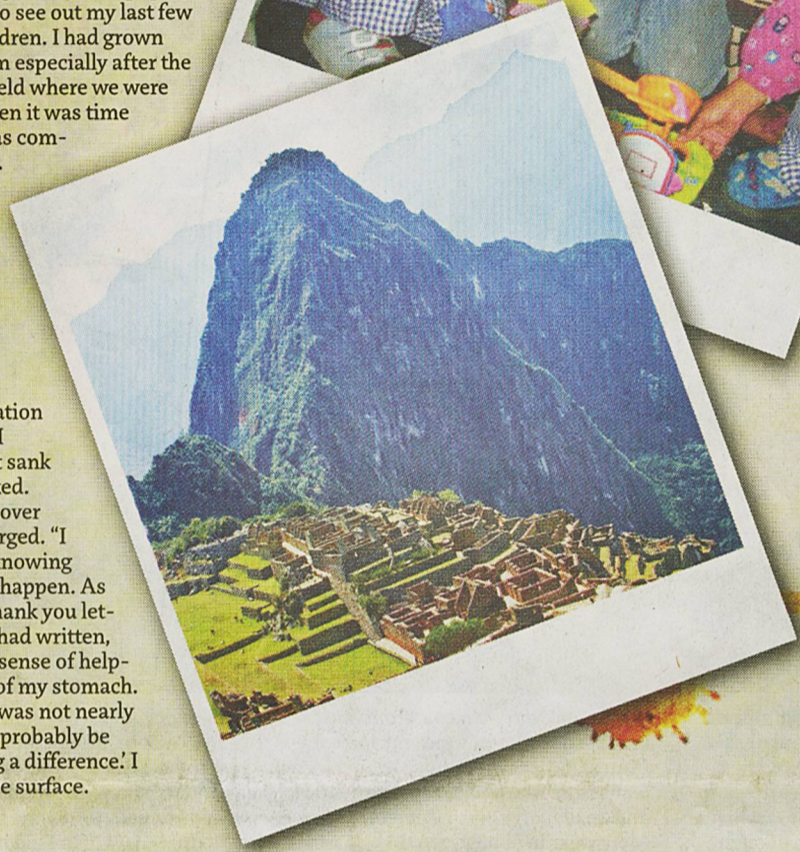 o see out my last few
dren. I had grown
m especially after the
eld where we were
en it was time
as com-
.
ation
I
t sank
ked.
over
rged. “I
nowing
happen. As
hank you let-
had written,
sense of help-
of my stomach.
was not nearly
probably be
g a difference.’ I
e surface.